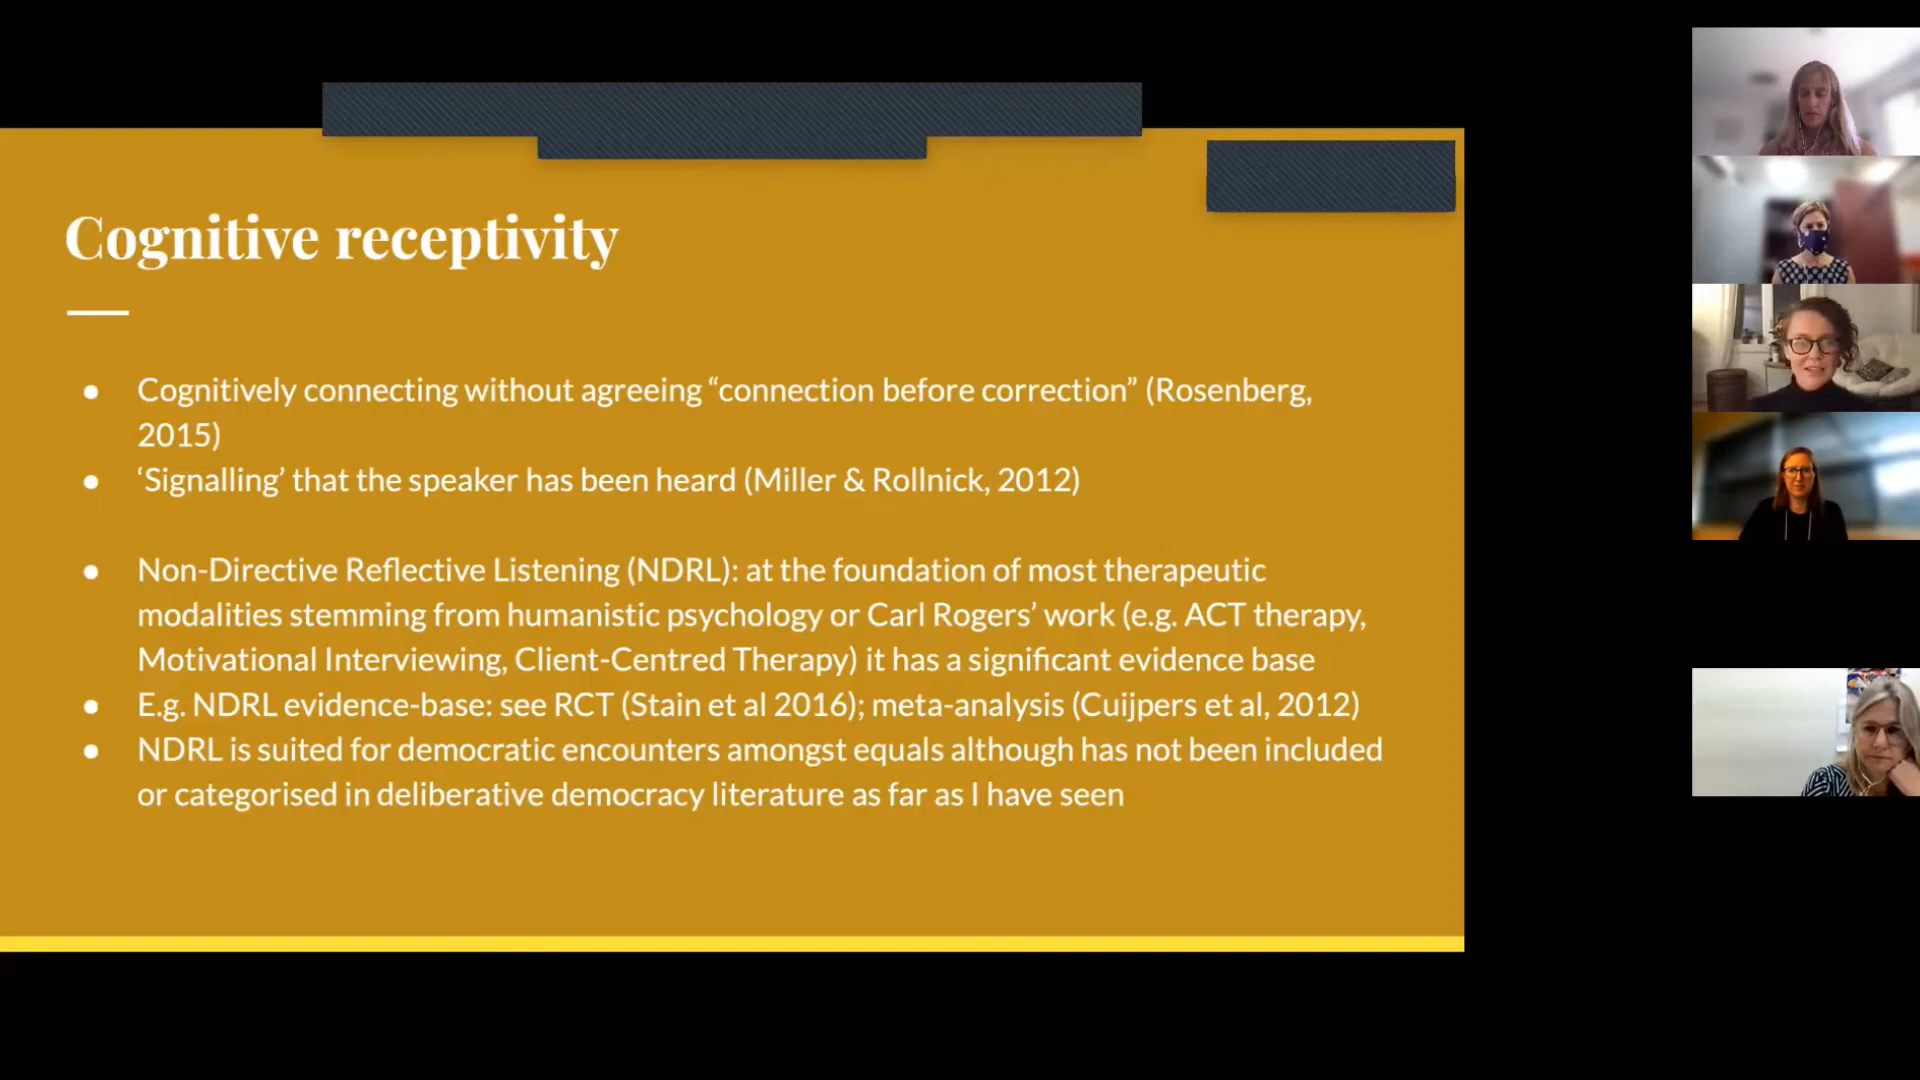 Cognitive receptivity
● Cognitively connecting without agreeing “connection before correction” (Rosenberg,
2015)
● ‘Signalling’ that the speaker has been heard (Miller & Rollnick, 2012)
● Non-Directive Reflective Listening (NDRL): at the foundation of most therapeutic
modalities stemming from humanistic psychology or Carl Rogers’ work (e.g. ACT therapy,
Motivational Interviewing, Client-Centred Therapy) it has a significant evidence base
● E.g. NDRL evidence-base: see RCT (Stain et al 2016); meta-analysis (Cuijpers et al, 2012)
● NDRL is suited for democratic encounters amongst equals although has not been included
or categorised in deliberative democracy literature as far as I have seen